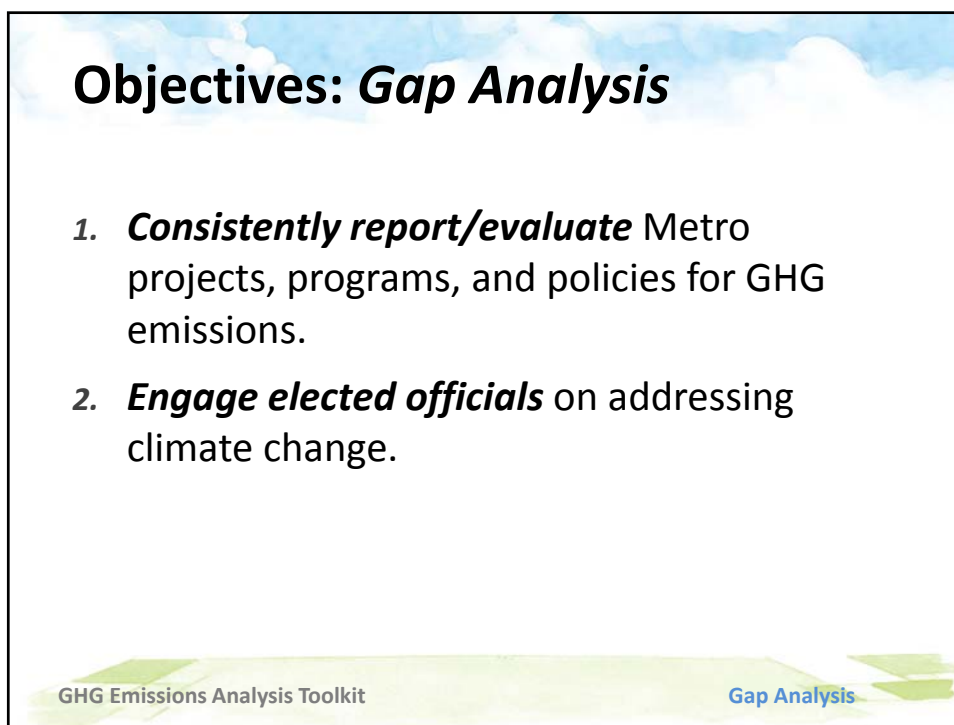 Objectives: Gap Analysis
1. Consistently report/evaluate Metro
projects, programs, and policies for GHG
emissions.
2. Engage elected officials on addressing
climate change.
GHG Emissions Analysis Toolkit
Gap Analysis